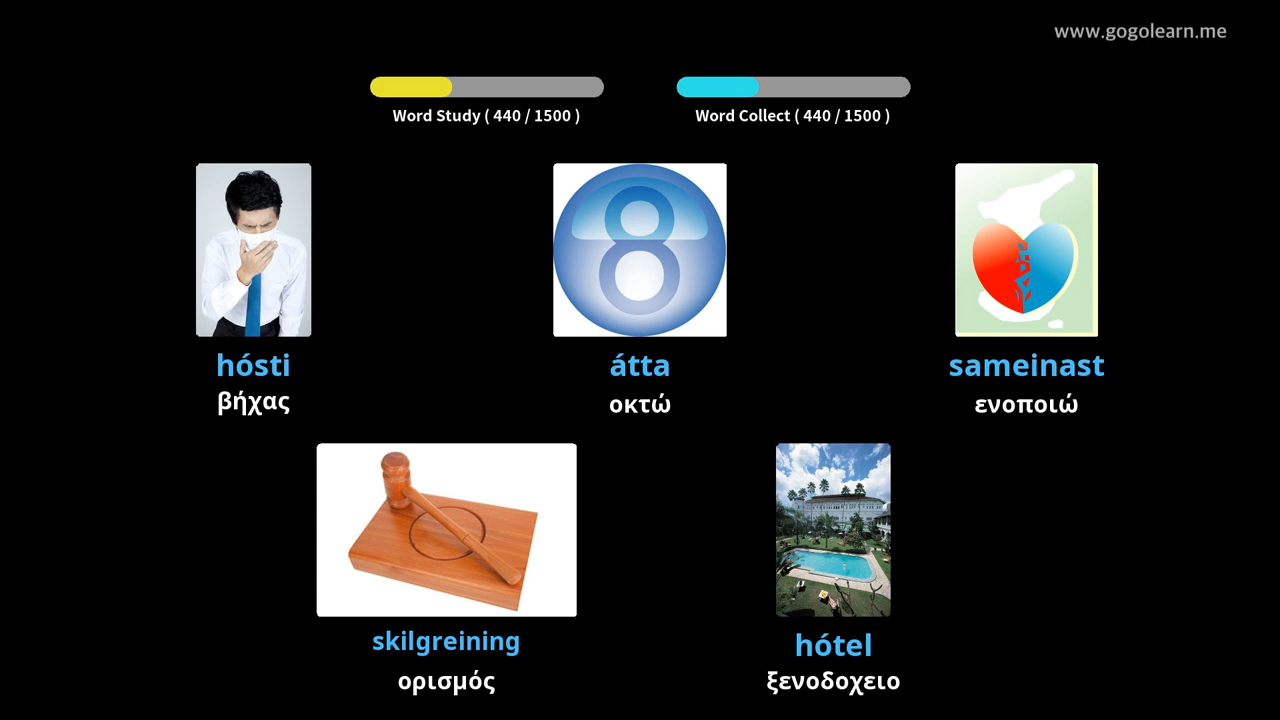 www.gogolearn.me
Word Study ( 440 / 1500 )
Word Collect ( 440 / 1500 )
8
hósti
βήχας
átta
οκτώ
sameinast
ενοποιώ
skilgreining
ορισμός
hótel
ξενοδοχειο